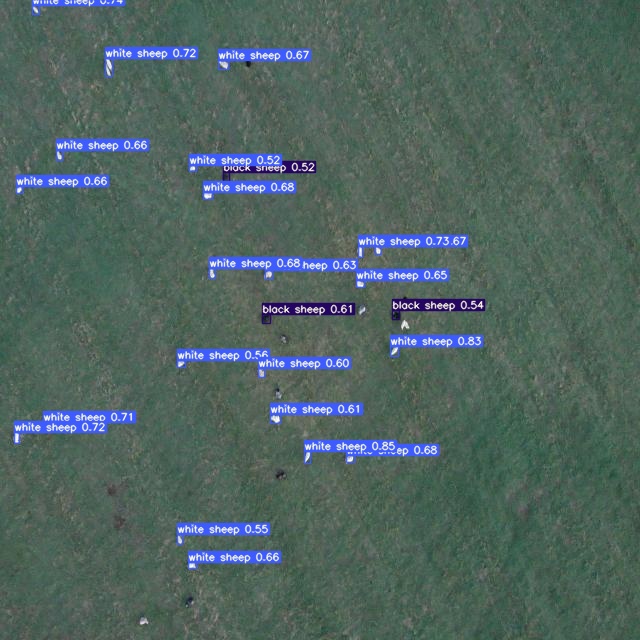 white sheep 0.74
white sheep 0.72
white sheep 0.67
white sheep 0.66
white sheep 0.52
black sheep 0.52
white sheep 0.66
white sheep 0.68
white sheep 0.73
.67
white sheep 0.68
heep 0.63
white sheep 0.65
black sheep 0.54
black sheep 0.61
white sheep 0.83
white sheep 0.56
white sheep 0.60
white sheep 0.61
white sheep 0.71
white sheep 0.72
white sheep 0.85
white sheep 0.68
white sheep 0.55
white sheep 0.66